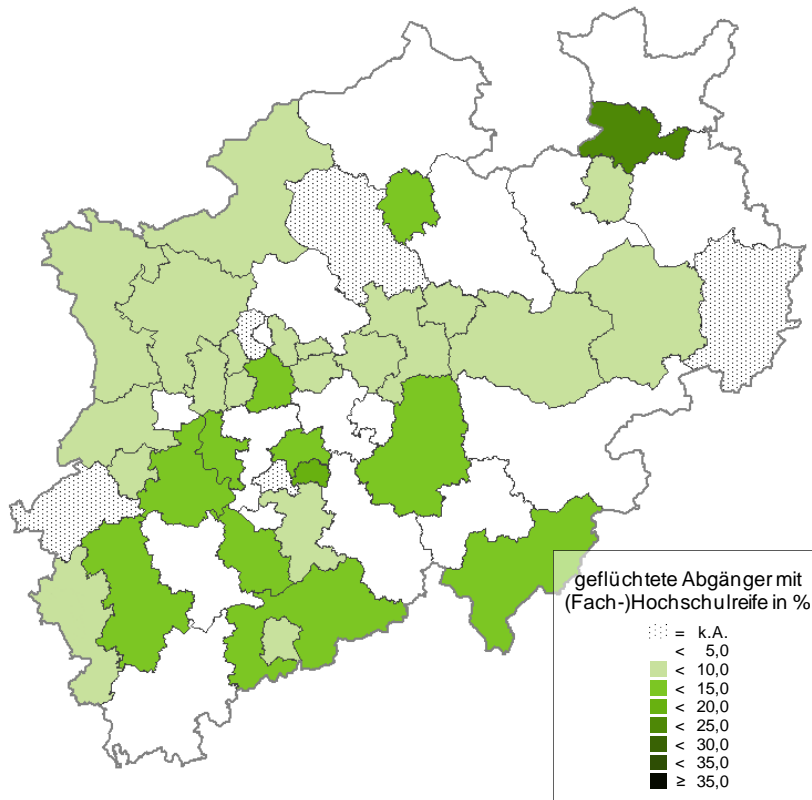 geflüchtete Abgänger mit
(Fach-)Hochschulreife in %
= k.A.
< 5,0
< 10,0
< 15,0
< 20,0
< 25,0
< 30,0
< 35,0
≥ 35,0